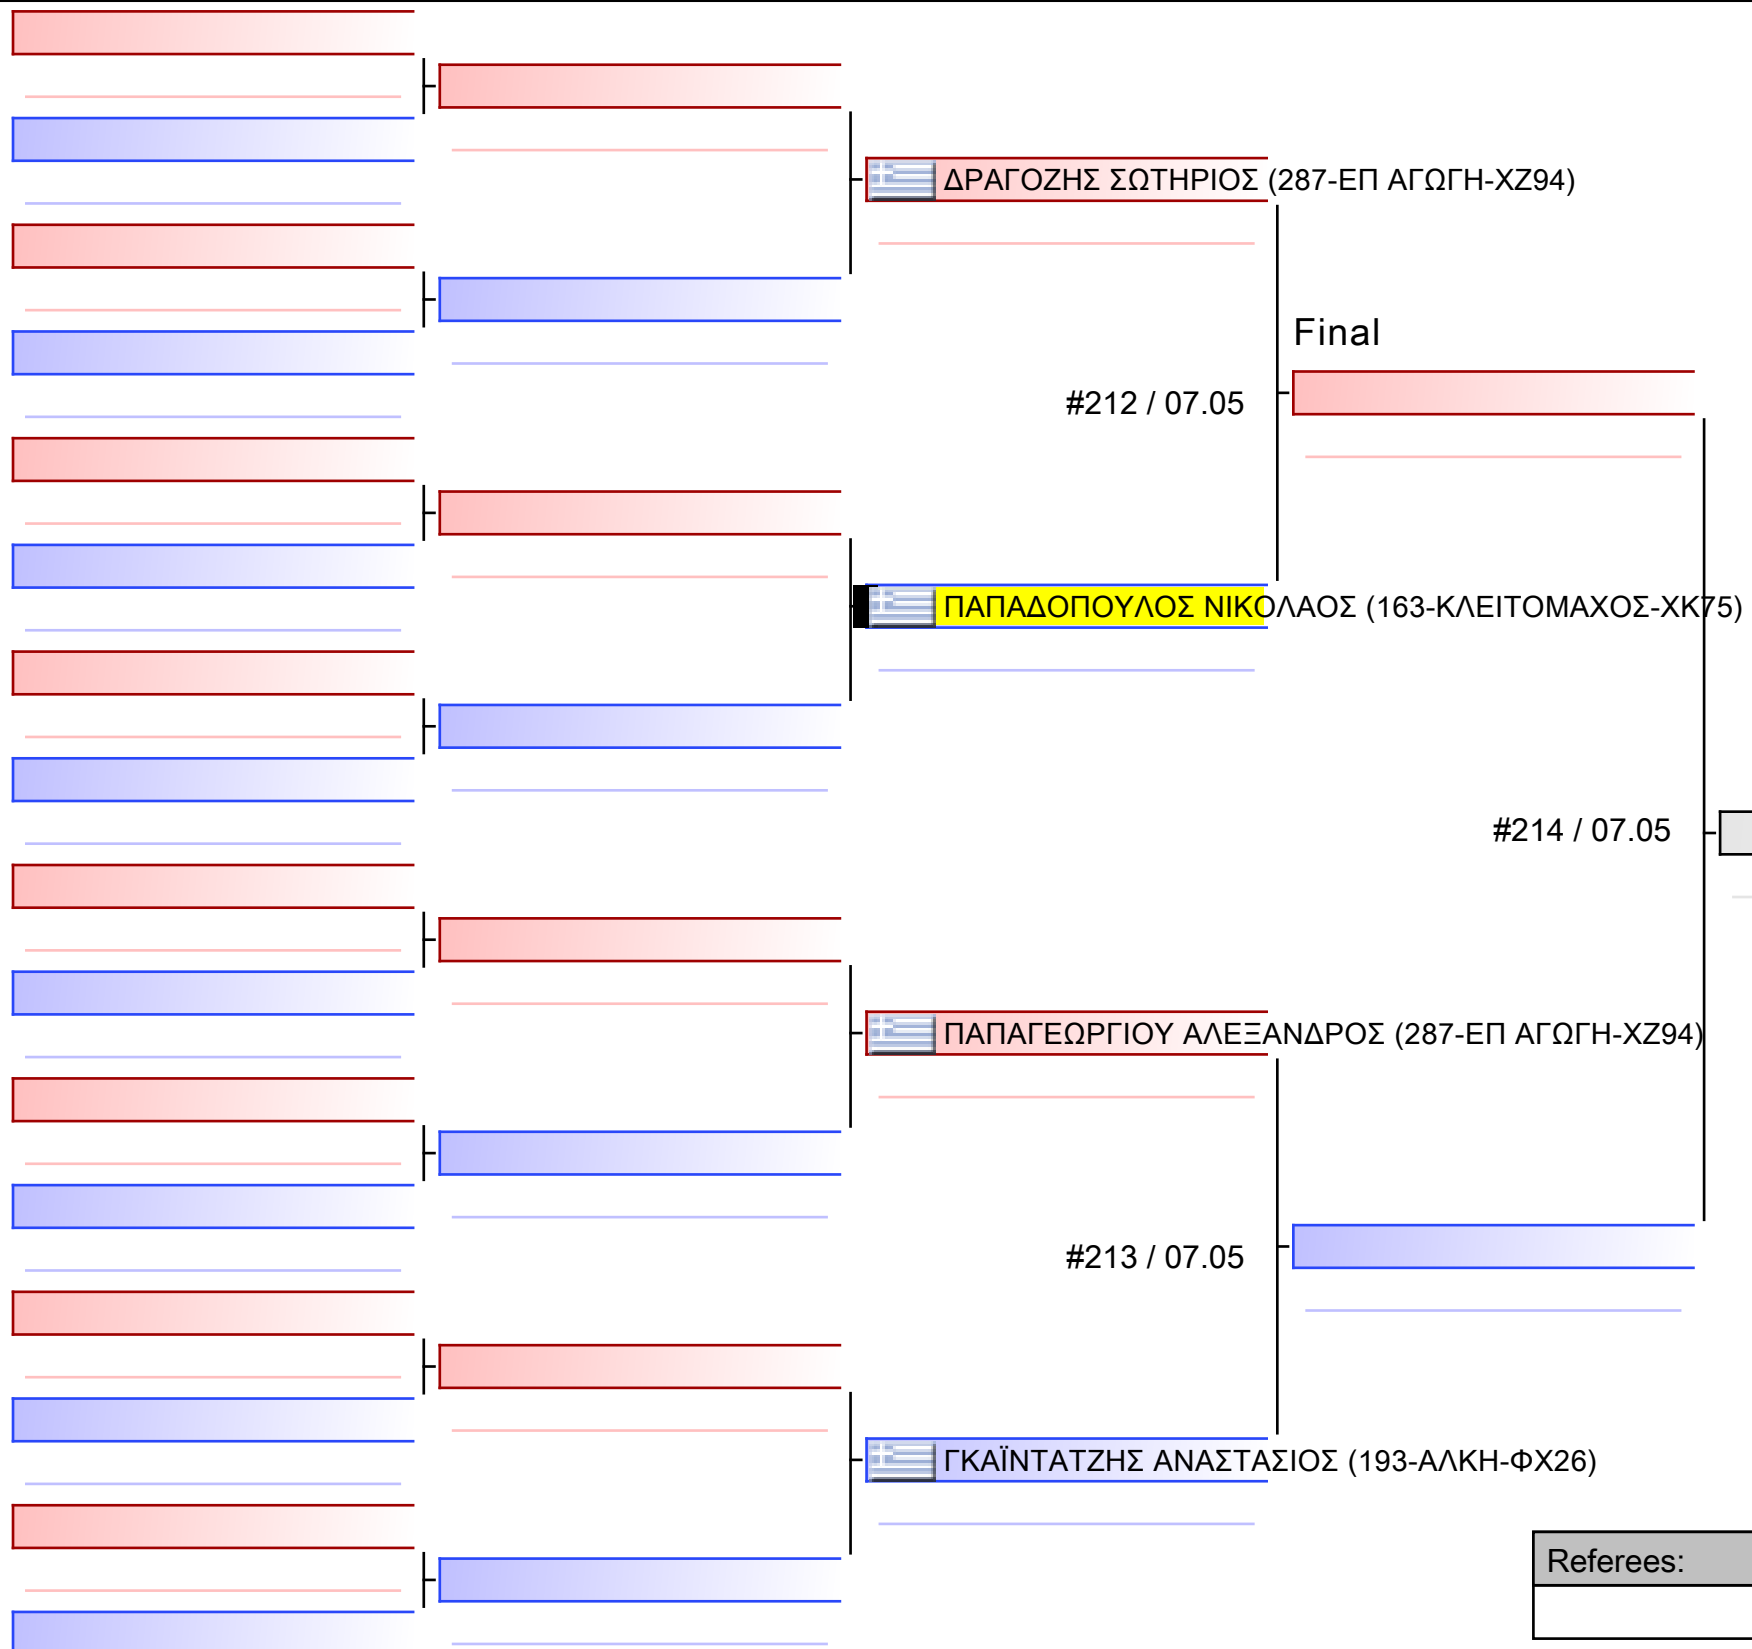 ΔΡΑΓΟΖΗΣ ΣΩΤΗΡΙΟΣ (287-ΕΠ ΑΓΩΓΗ-ΧΖ94)
Final
#212 / 07.05
ΠΑΠΑΔΟΠΟΥΛΟΣ ΝΙΚΟΛΑΟΣ (163-ΚΛΕΙΤΟΜΑΧΟΣ-ΧΚ75)
#214 / 07.05
ΠΑΠΑΓΕΩΡΓΙΟΥ ΑΛΕΞΑΝΔΡΟΣ (287-ΕΠ ΑΓΩΓΗ-ΧΖ94)
#213 / 07.05
ΓΚΑΪΝΤΑΤΖΗΣ ΑΝΑΣΤΑΣΙΟΣ (193-ΑΛΚΗ-ΦΧ26)
Referees: